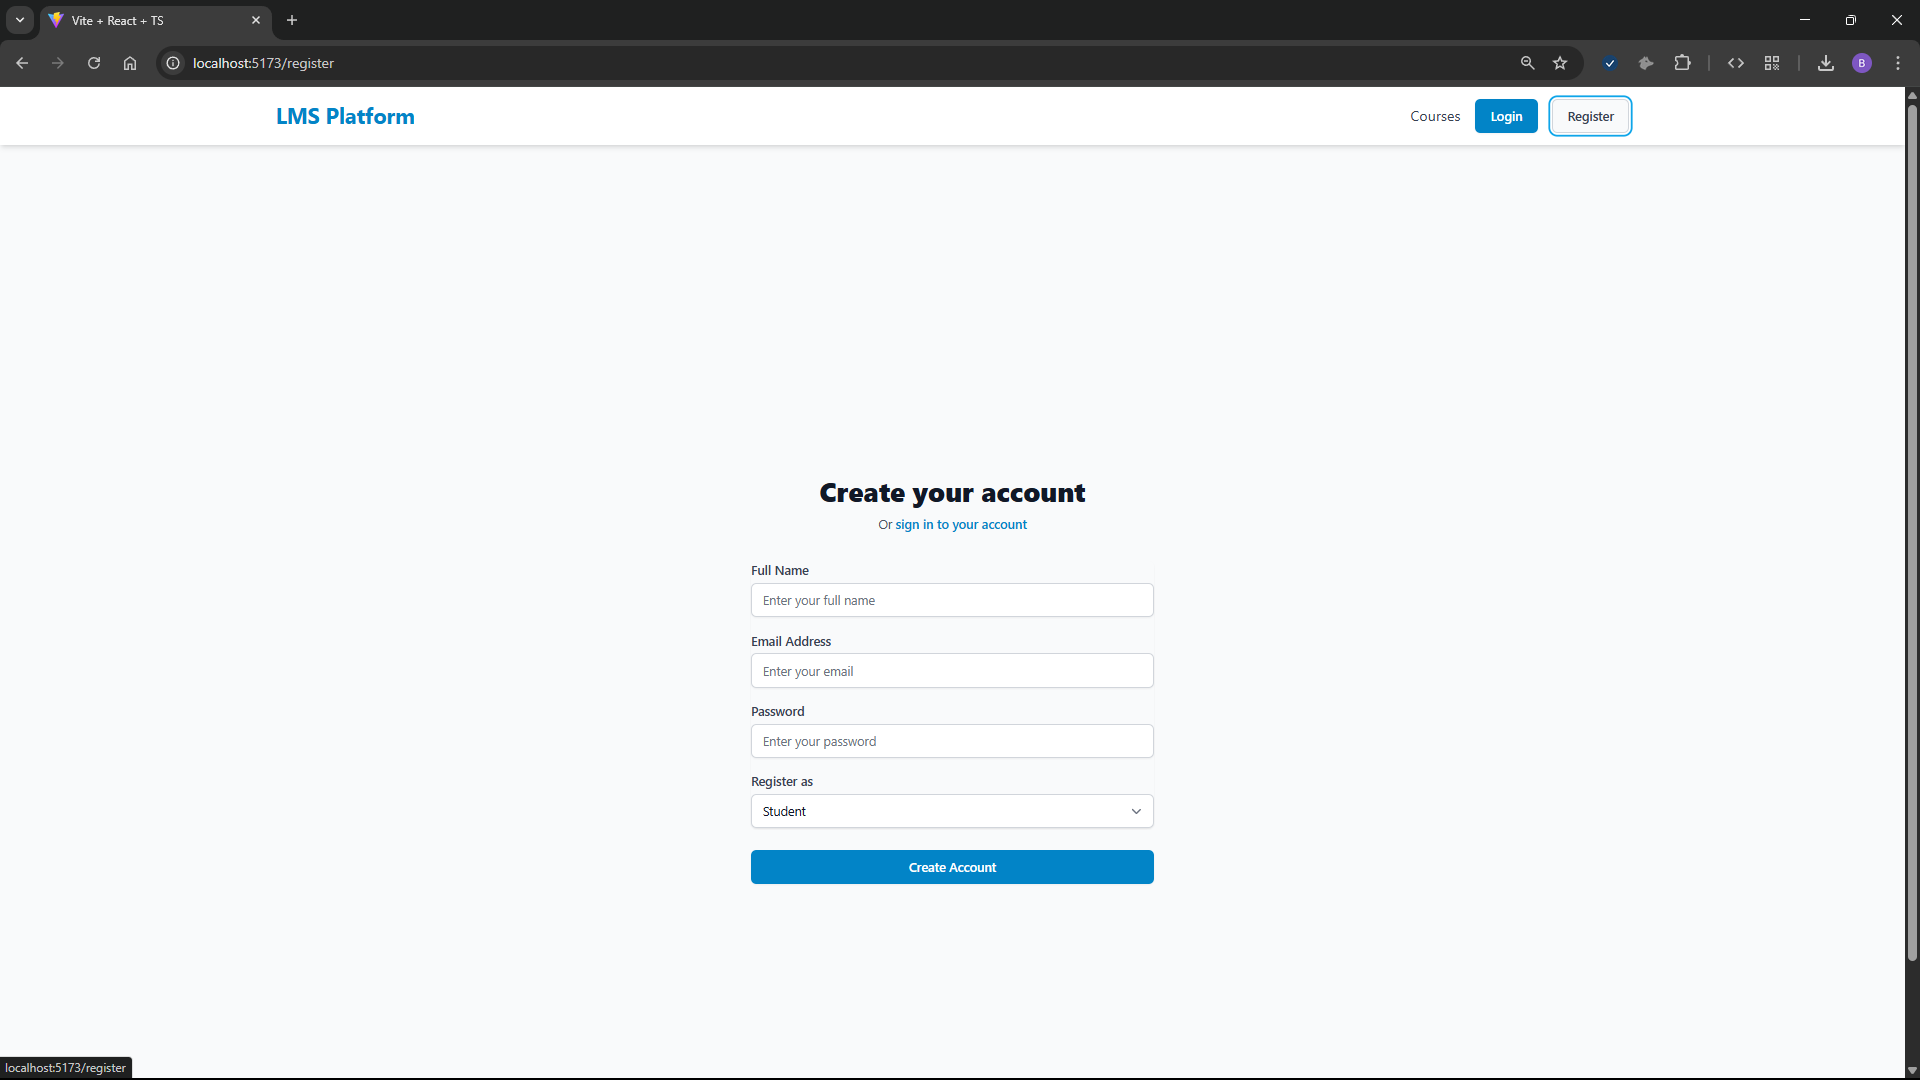 Vite + React + TS
localhost:5173/register
B
LMS Platform
Courses
Login
Register
Create your account
Or sign in to your account
Full Name
Enter your full name
Email Address
Enter your email
Password
Enter your password
Register as
Student
Create Account
localhost:5173/register